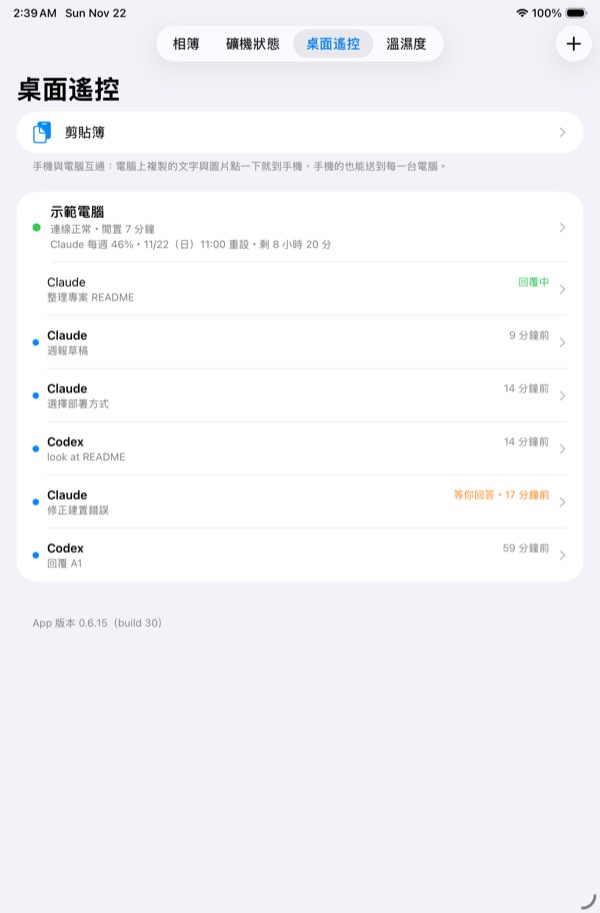 2:39 AM Sun Nov 22
100%
相簿
礦機狀態
桌面遙控
溫濕度
桌面遙控
剪貼簿
手機與電腦互通：電腦上複製的文字與圖片點一下就到手機，手機的也能送到每一台電腦。
示範電腦
連線正常・閒置 7 分鐘
Claude 每週 46%・11/22（日）11:00 重設・剩 8 小時 20 分
Claude
回覆中
整理專案 README
Claude
9 分鐘前
週報草稿
Claude
14 分鐘前
選擇部署方式
Codex
14 分鐘前
look at README
Claude
等你回答・17 分鐘前
修正建置錯誤
Codex
59 分鐘前
回覆 A1
App 版本 0.6.15（build 30）